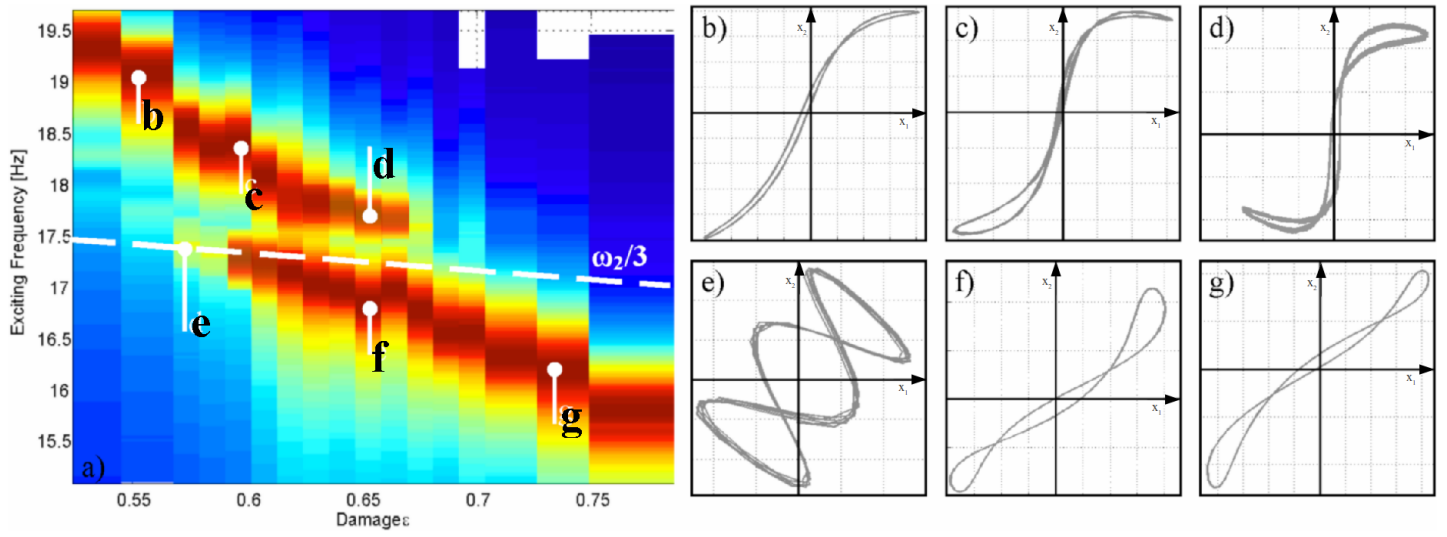 19.5
19
18.5
18
17.5
17
16.5
16
15.5
Exciting Frequency [Hz]
0.55
0.6
0.65
0.7
0.75
Damageε
a)
b
c
d
e
f
g
ω₂/3
b)
x₂
x₁
c)
x₂
x₁
d)
x₂
x₁
e)
x₂
x₁
f)
x₂
x₁
g)
x₂
x₁